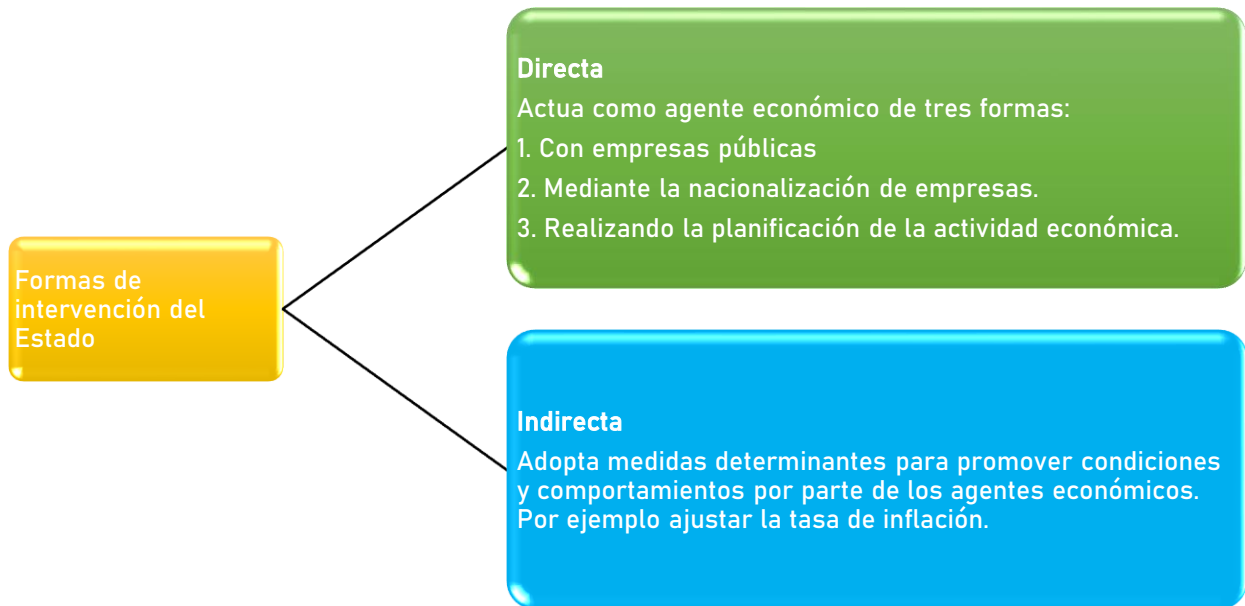 Formas de
intervención del
Estado
Directa
Actua como agente económico de tres formas:
1. Con empresas públicas
2. Mediante la nacionalización de empresas.
3. Realizando la planificación de la actividad económica.
Indirecta
Adopta medidas determinantes para promover condiciones
y comportamientos por parte de los agentes económicos.
Por ejemplo ajustar la tasa de inflación.